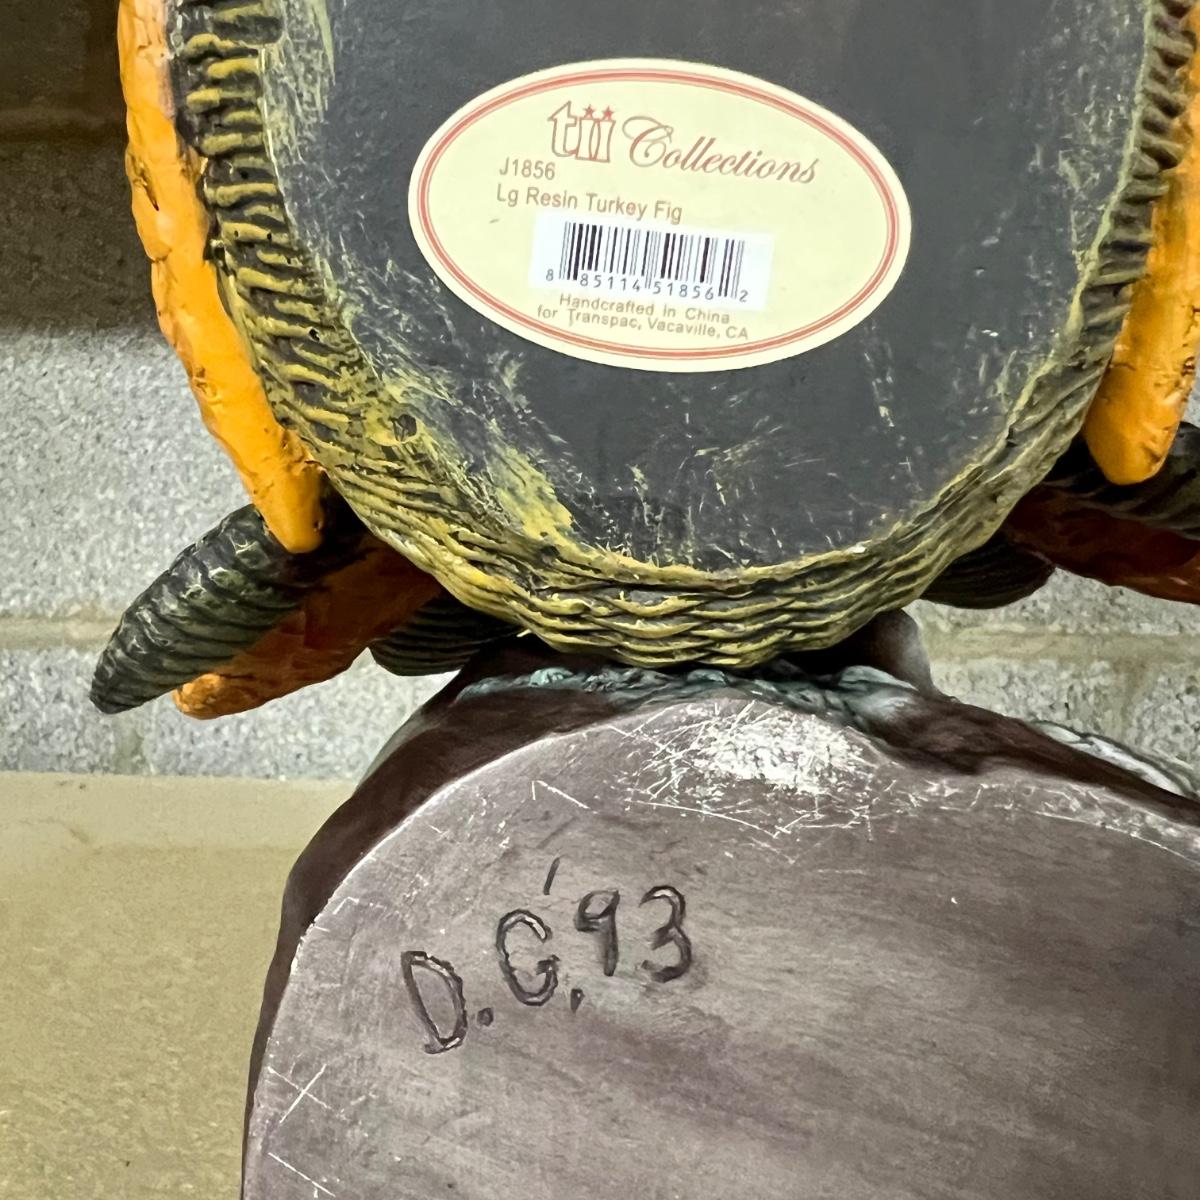 tii Collections
J1856
Lg Resin Turkey Fig
8 85114 51856 2
Handcrafted In China
for Transpac, Vacaville, CA
D.G. '93